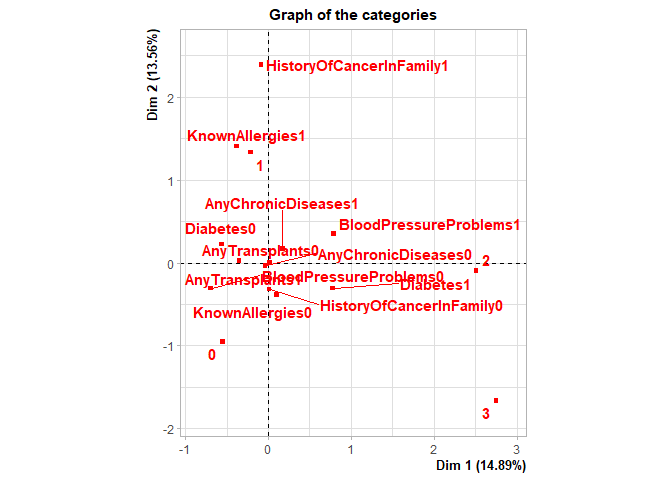 Graph of the categories
Dim 2 (13.56%)
HistoryOfCancerInFamily1
2
KnownAllergies1
1
1
AnyChronicDiseases1
Diabetes0
BloodPressureProblems1
AnyTransplants0
AnyChronicDiseases0
2
0
AnyTransplants1
BloodPressureProblems0
Diabetes1
KnownAllergies0
HistoryOfCancerInFamily0
0
-1
3
-2
-1
0
1
2
3
Dim 1 (14.89%)